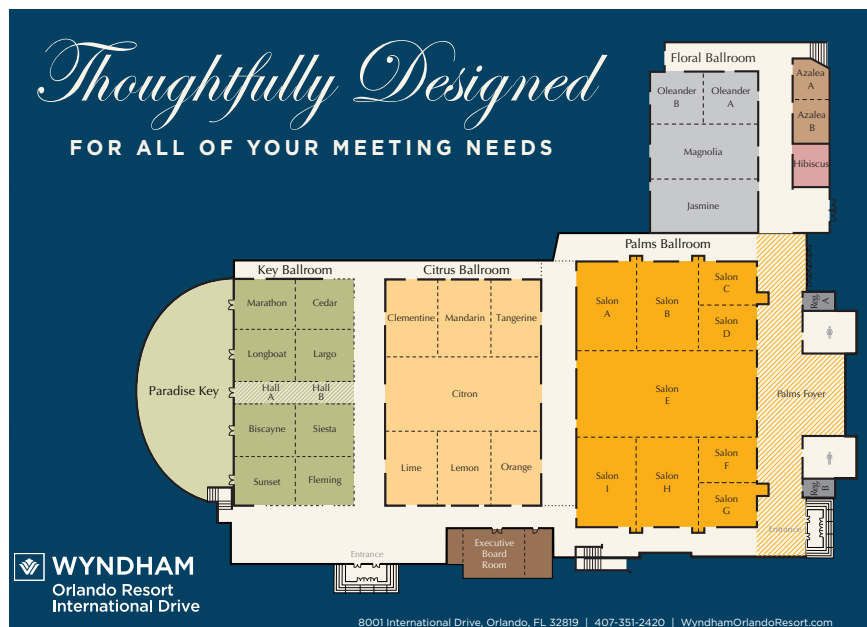 Thoughtfully Designed
FOR ALL OF YOUR MEETING NEEDS
Floral Ballroom
Oleander
B
Oleander
A
Magnolia
Jasmine
Azalea
A
Azalea
B
Hibiscus
Key Ballroom
Citrus Ballroom
Palms Ballroom
Paradise Key
Marathon
Cedar
Longboat
Largo
Hall
A
Hall
B
Biscayne
Siesta
Sunset
Fleming
Clementine
Mandarin
Tangerine
Citron
Lime
Lemon
Orange
Salon
A
Salon
B
Salon
C
Salon
D
Salon
E
Salon
F
Salon
G
Salon
H
Salon
I
Reg.
A
Palms Foyer
Reg.
B
Entrance
Entrance
Executive
Board
Room
WYNDHAM
Orlando Resort
International Drive
8001 International Drive, Orlando, FL 32819 | 407-351-2420 | WyndhamOrlandoResort.com